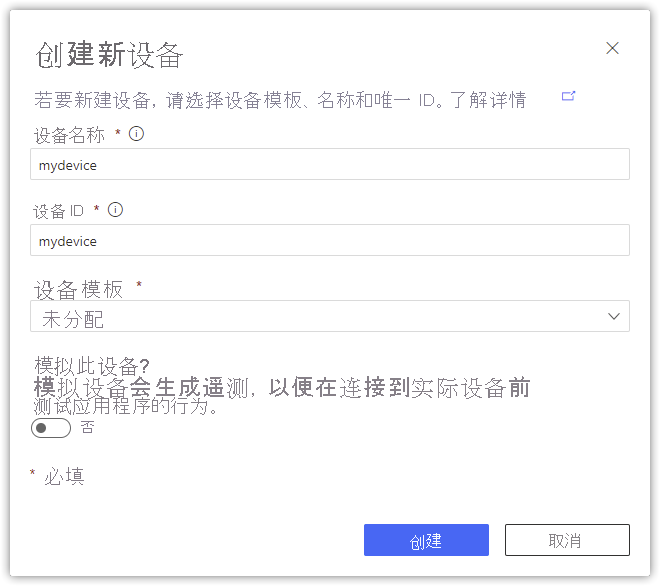 创建新设备
若要新建设备, 请选择设备模板、名称和唯一 ID。了解详情
设备名称 *
mydevice
设备 ID *
mydevice
设备模板 *
未分配
模拟此设备?
模拟设备会生成遥测, 以便在连接到实际设备前
测试应用程序的行为。
否
* 必填
创建 取消